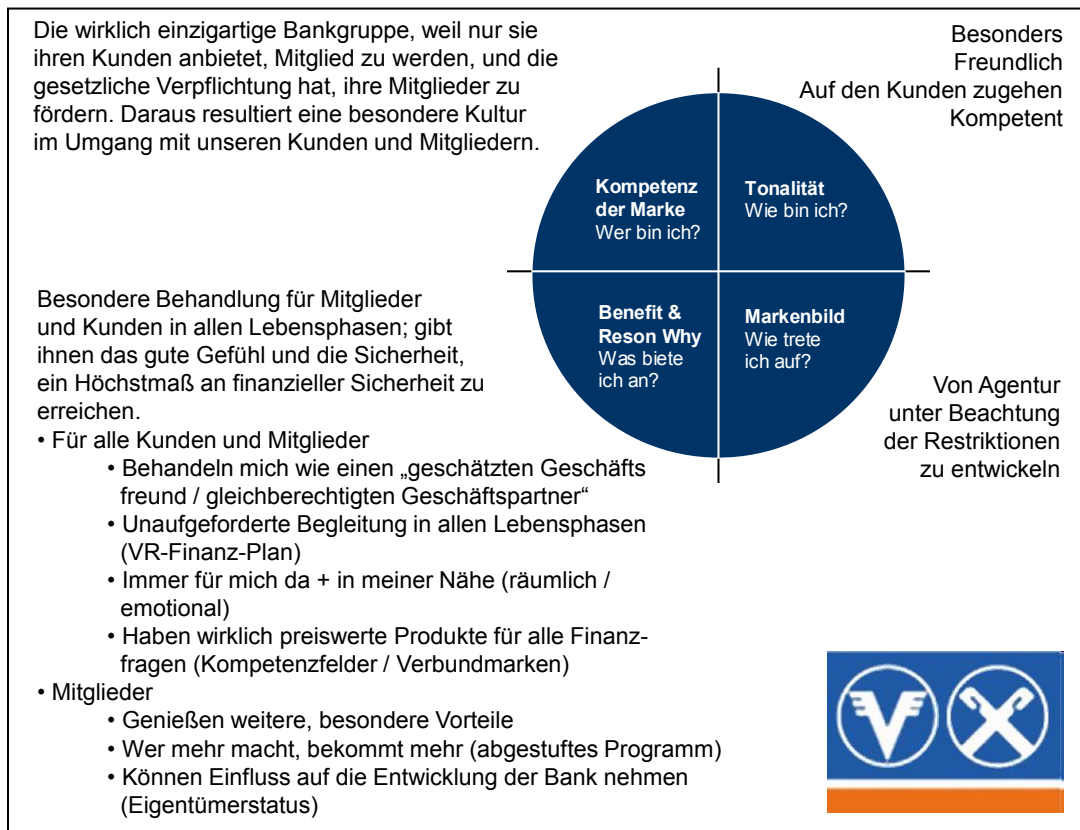 Die wirklich einzigartige Bankgruppe, weil nur sie
ihren Kunden anbietet, Mitglied zu werden, und die
gesetzliche Verpflichtung hat, ihre Mitglieder zu
fördern. Daraus resultiert eine besondere Kultur
im Umgang mit unseren Kunden und Mitgliedern.
Besonders
Freundlich
Auf den Kunden zugehen
Kompetent
Kompetenz
der Marke
Wer bin ich?
Tonalität
Wie bin ich?
Benefit &
Reson Why
Was biete
ich an?
Markenbild
Wie trete
ich auf?
Besondere Behandlung für Mitglieder
und Kunden in allen Lebensphasen; gibt
ihnen das gute Gefühl und die Sicherheit,
ein Höchstmaß an finanzieller Sicherheit zu
erreichen.
• Für alle Kunden und Mitglieder
• Behandeln mich wie einen „geschätzten Geschäfts
freund / gleichberechtigten Geschäftspartner“
• Unaufgeforderte Begleitung in allen Lebensphasen
(VR-Finanz-Plan)
• Immer für mich da + in meiner Nähe (räumlich /
emotional)
• Haben wirklich preiswerte Produkte für alle Finanz-
fragen (Kompetenzfelder / Verbundmarken)
• Mitglieder
• Genießen weitere, besondere Vorteile
• Wer mehr macht, bekommt mehr (abgestuftes Programm)
• Können Einfluss auf die Entwicklung der Bank nehmen
(Eigentümerstatus)
Von Agentur
unter Beachtung
der Restriktionen
zu entwickeln